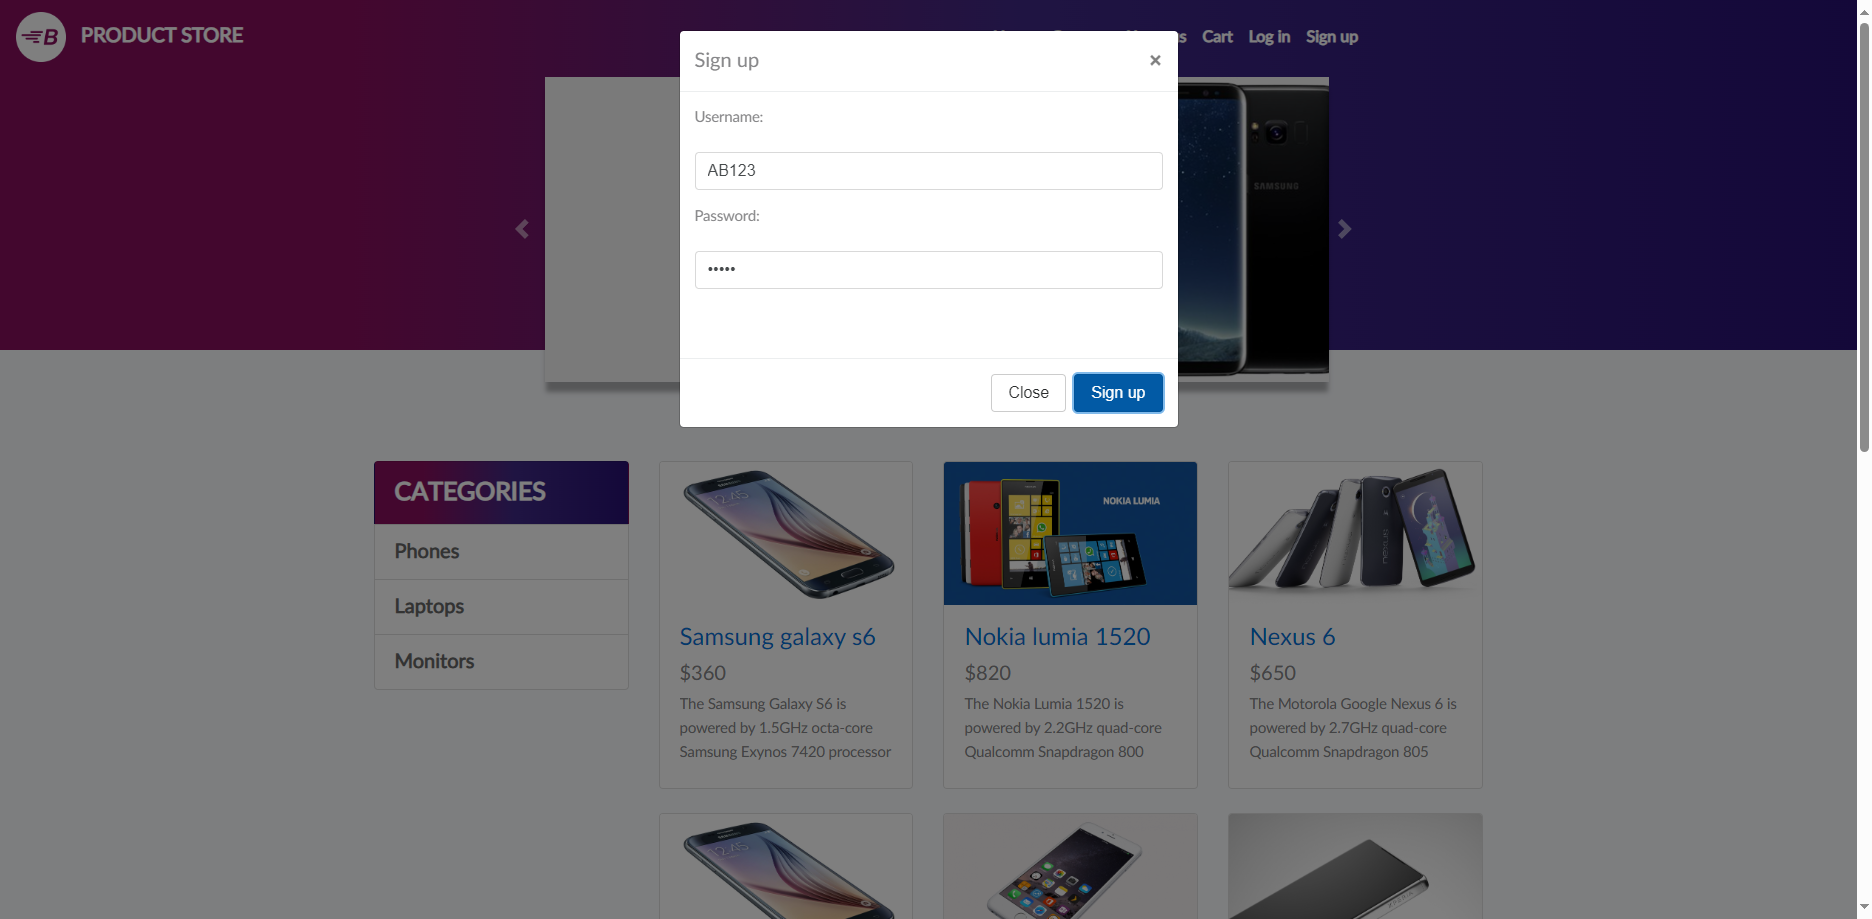 PRODUCT STORE
Cart
Log in
Sign up
Sign up
×
Username:
AB123
Password:
•••••
Close
Sign up
SAMSUNG
CATEGORIES
Phones
Laptops
Monitors
12:45
NOKIA LUMIA
Samsung galaxy s6
$360
The Samsung Galaxy S6 is
powered by 1.5GHz octa-core
Samsung Exynos 7420 processor
Nokia lumia 1520
$820
The Nokia Lumia 1520 is
powered by 2.2GHz quad-core
Qualcomm Snapdragon 800
Nexus 6
$650
The Motorola Google Nexus 6 is
powered by 2.7GHz quad-core
Qualcomm Snapdragon 805
12:45